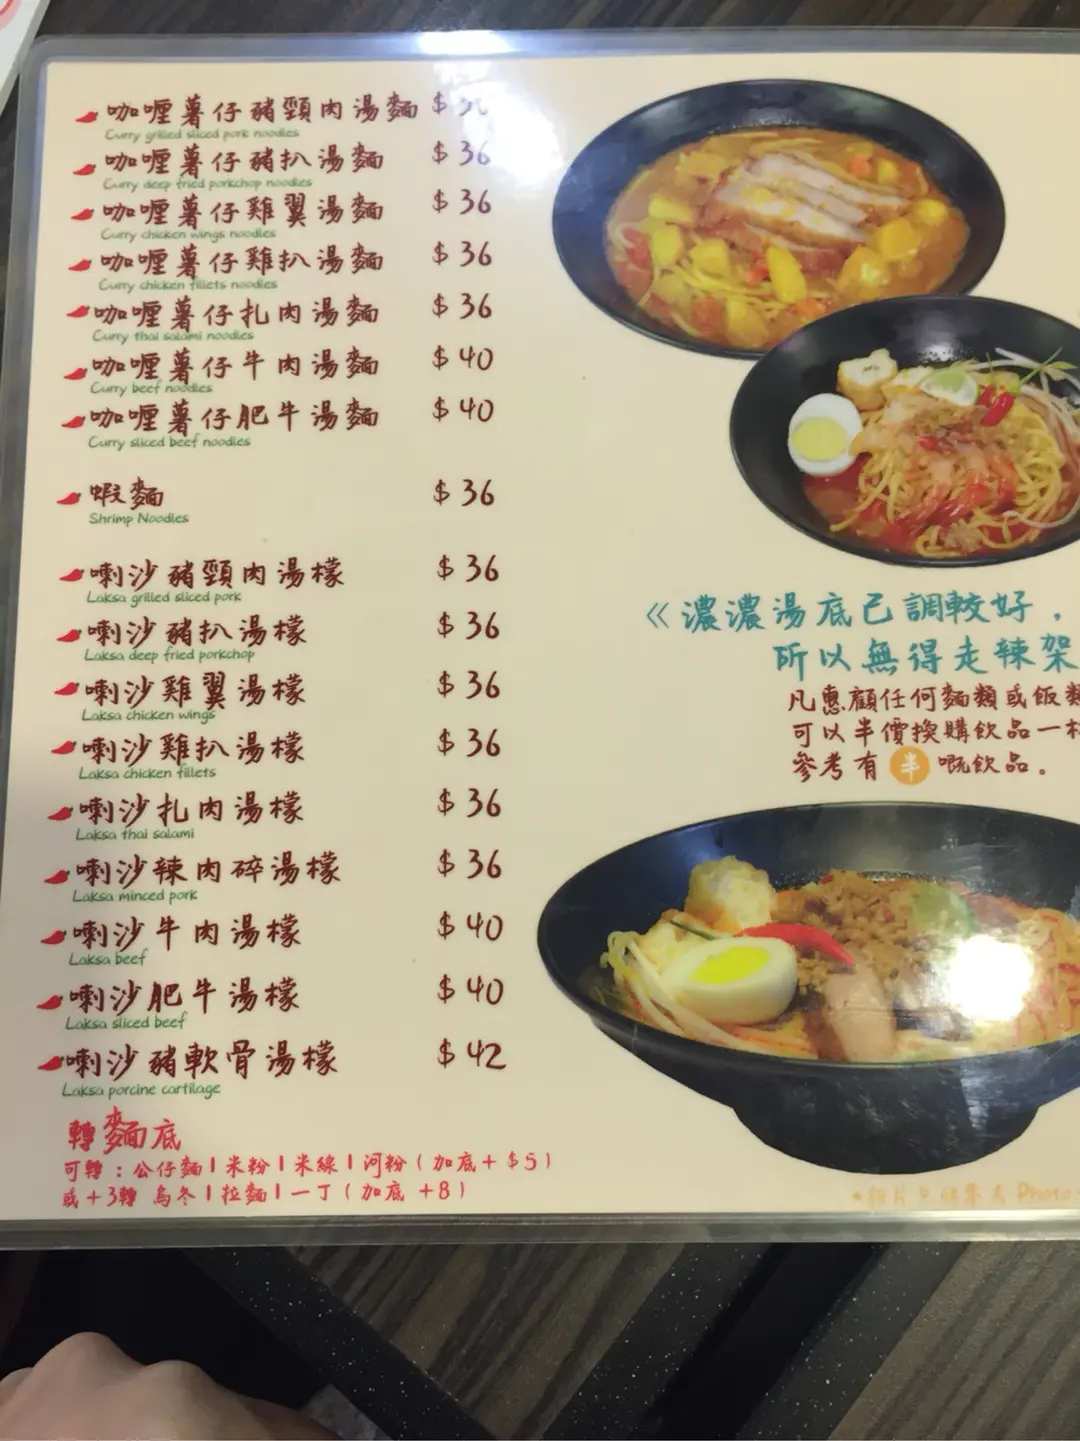 咖喱薯仔豬頸肉湯麵 $
Curry grilled sliced pork noodles
咖喱薯仔豬扒湯麵 $36
Curry deep fried porkchop noodles
咖喱薯仔雞翼湯麵 $36
Curry chicken wings noodles
咖喱薯仔雞扒湯麵 $36
Curry chicken fillets noodles
咖喱薯仔扎肉湯麵 $36
Curry thai salami noodles
咖喱薯仔牛肉湯麵 $40
Curry beef noodles
咖喱薯仔肥牛湯麵 $40
Curry sliced beef noodles
蝦麵 $36
Shrimp Noodles
喇沙豬頸肉湯檬 $36
Laksa grilled sliced pork
喇沙豬扒湯檬 $36
Laksa deep fried porkchop
喇沙雞翼湯檬 $36
Laksa chicken wings
喇沙雞扒湯檬 $36
Laksa chicken fillets
喇沙扎肉湯檬 $36
Laksa thai salami
喇沙辣肉碎湯檬 $36
Laksa minced pork
喇沙牛肉湯檬 $40
Laksa beef
喇沙肥牛湯檬 $40
Laksa sliced beef
喇沙豬軟骨湯檬 $42
Laksa porcine cartilage
轉麵底
可轉：公仔麵 | 米粉 | 米線 | 河粉（加底+$5）
或+3轉 烏冬 | 拉麵 | 一丁（加底 +8）
《濃濃湯底已調較好，
所以無得走辣架
凡惠顧任何麵類或飯類
可以半價換購飲品一杯
參考有 半 嘅飲品。
Photo